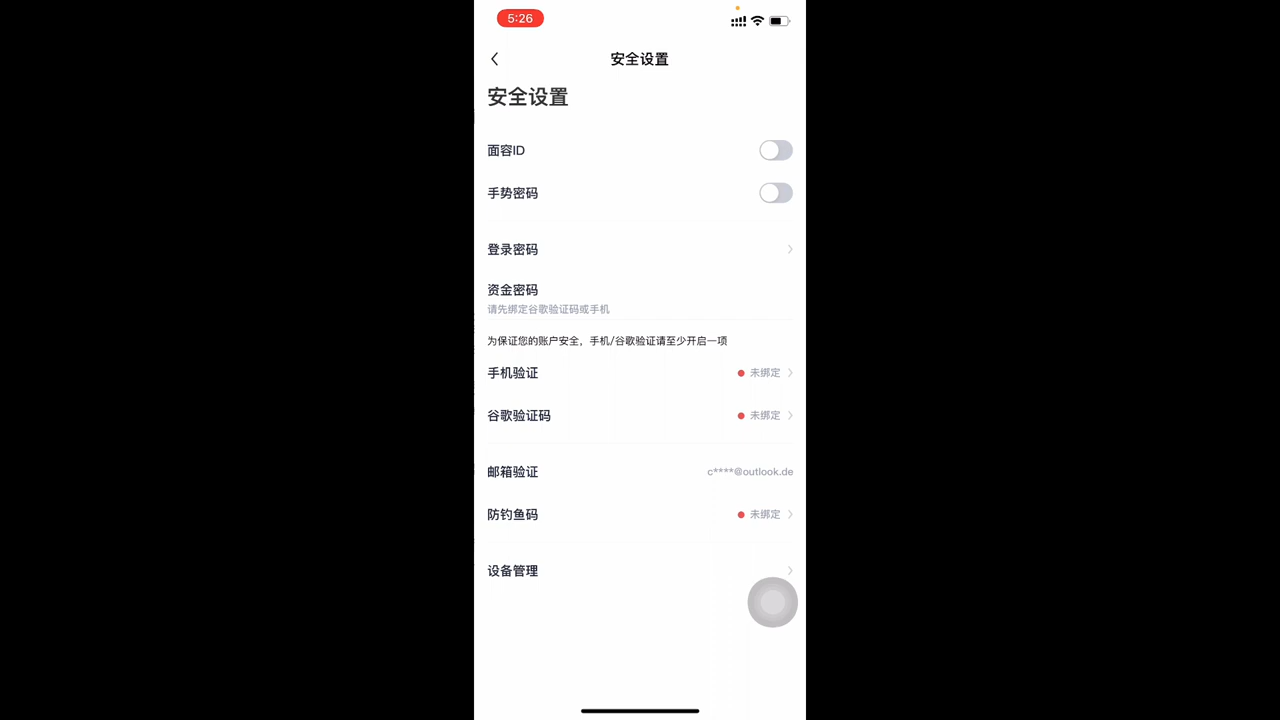 5:26
安全设置
安全设置
面容ID
手势密码
登录密码
资金密码
请先绑定谷歌验证码或手机
为保证您的账户安全，手机/谷歌验证请至少开启一项
手机验证 未绑定
谷歌验证码 未绑定
邮箱验证 c****@outlook.de
防钓鱼码 未绑定
设备管理